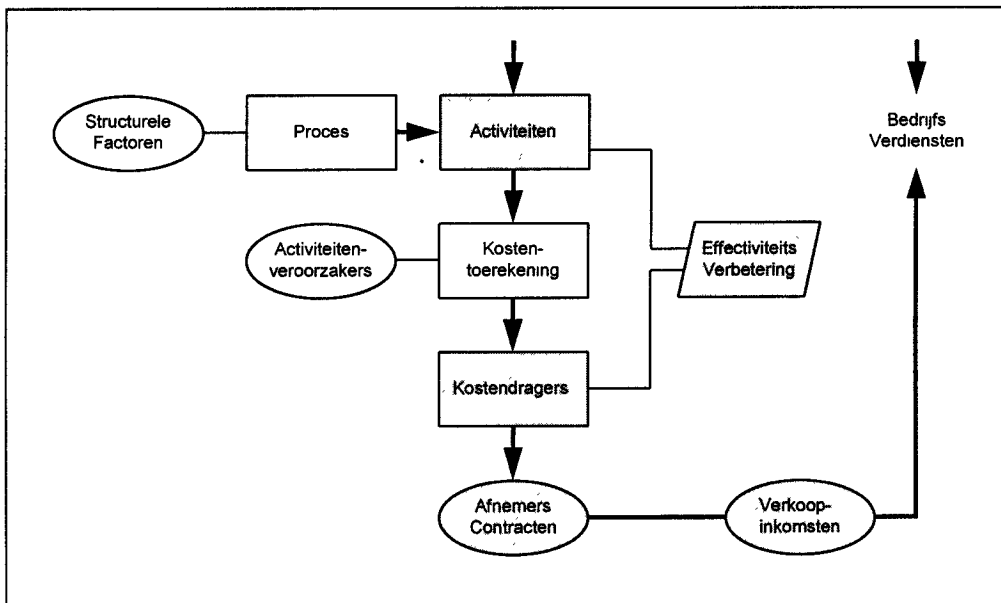 Structurele
Factoren
Proces
Activiteiten
Bedrijfs
Verdiensten
Activiteiten-
veroorzakers
Kosten-
toerekening
Effectiviteits
Verbetering
Kostendragers
Afnemers
Contracten
Verkoop-
inkomsten